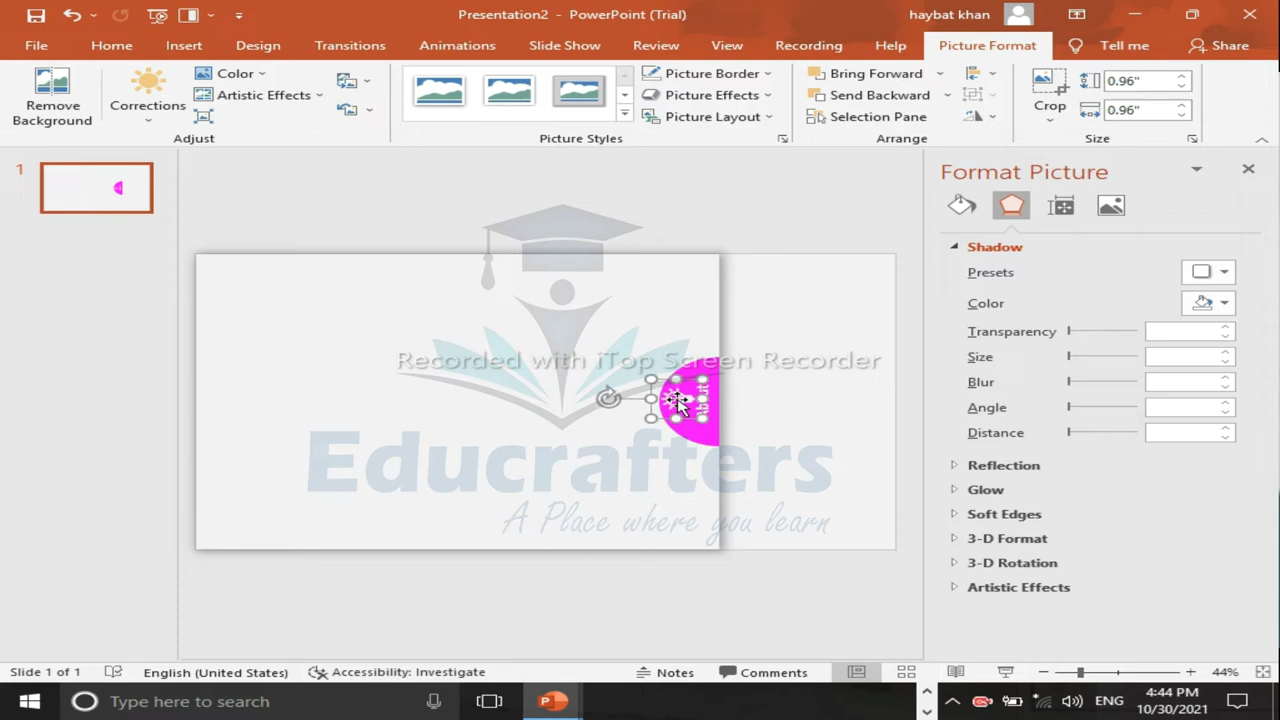 Presentation2 - PowerPoint (Trial)
haybat khan
File
Home
Insert
Design
Transitions
Animations
Slide Show
Review
View
Recording
Help
Picture Format
Tell me
Share
Remove
Background
Corrections
Color
Artistic Effects
Adjust
Picture Border
Picture Effects
Picture Layout
Picture Styles
Bring Forward
Send Backward
Selection Pane
Arrange
Crop
0.96"
0.96"
Size
1
Format Picture
Shadow
Presets
Color
Transparency
Size
Blur
Angle
Distance
Reflection
Glow
Soft Edges
3-D Format
3-D Rotation
Artistic Effects
Recorded with iTop Screen Recorder
About
Educrafters
A Place where you learn
Slide 1 of 1
English (United States)
Accessibility: Investigate
Notes
Comments
44%
Type here to search
ENG
4:44 PM
10/30/2021